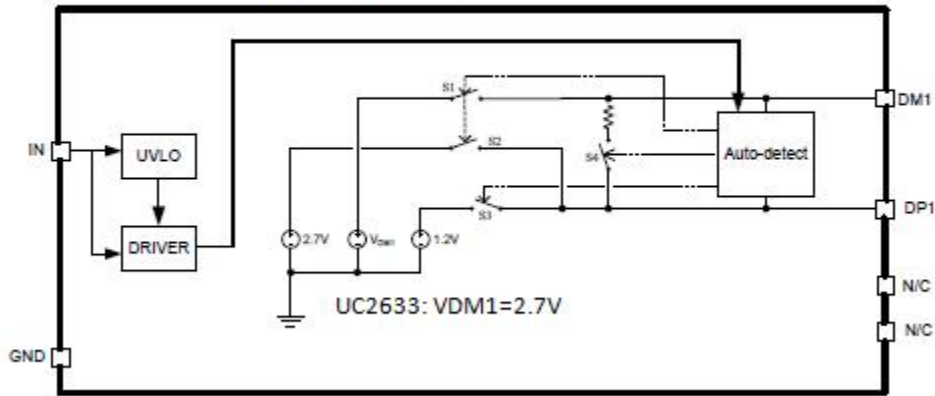 S1
DM1
IN
UVLO
S2
S4
Auto-detect
S3
DP1
DRIVER
2.7V
VDM1
1.2V
N/C
UC2633: VDM1=2.7V
N/C
GND